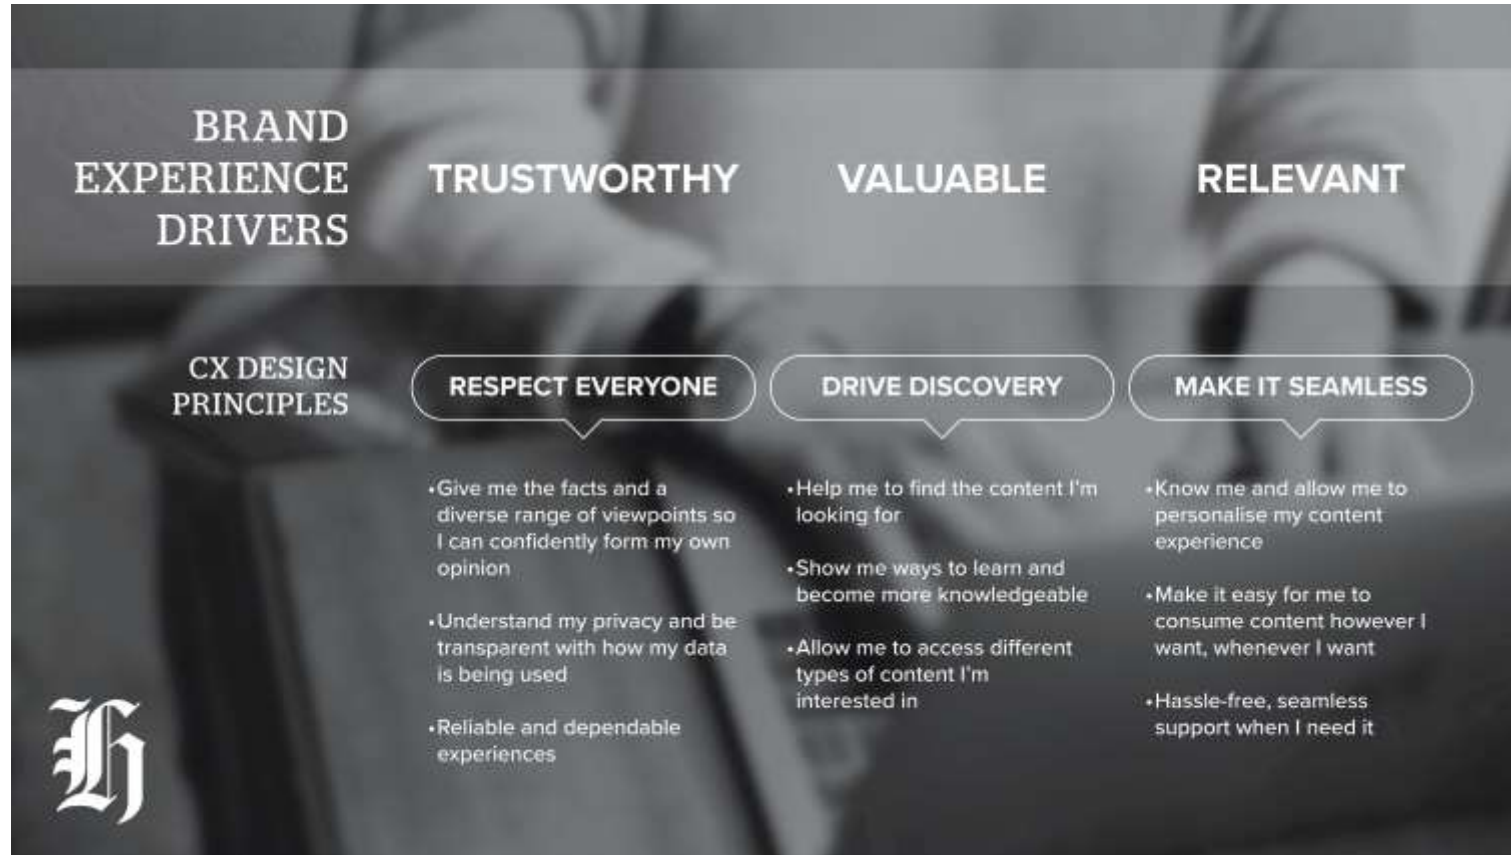 BRAND
EXPERIENCE
DRIVERS
TRUSTWORTHY
VALUABLE
RELEVANT
CX DESIGN
PRINCIPLES
RESPECT EVERYONE
•Give me the facts and a
diverse range of viewpoints so
I can confidently form my own
opinion
•Understand my privacy and be
transparent with how my data
is being used
•Reliable and dependable
experiences
DRIVE DISCOVERY
•Help me to find the content I'm
looking for
•Show me ways to learn and
become more knowledgeable
•Allow me to access different
types of content I'm
interested in
MAKE IT SEAMLESS
•Know me and allow me to
personalise my content
experience
•Make it easy for me to
consume content however I
want, whenever I want
•Hassle-free, seamless
support when I need it
H